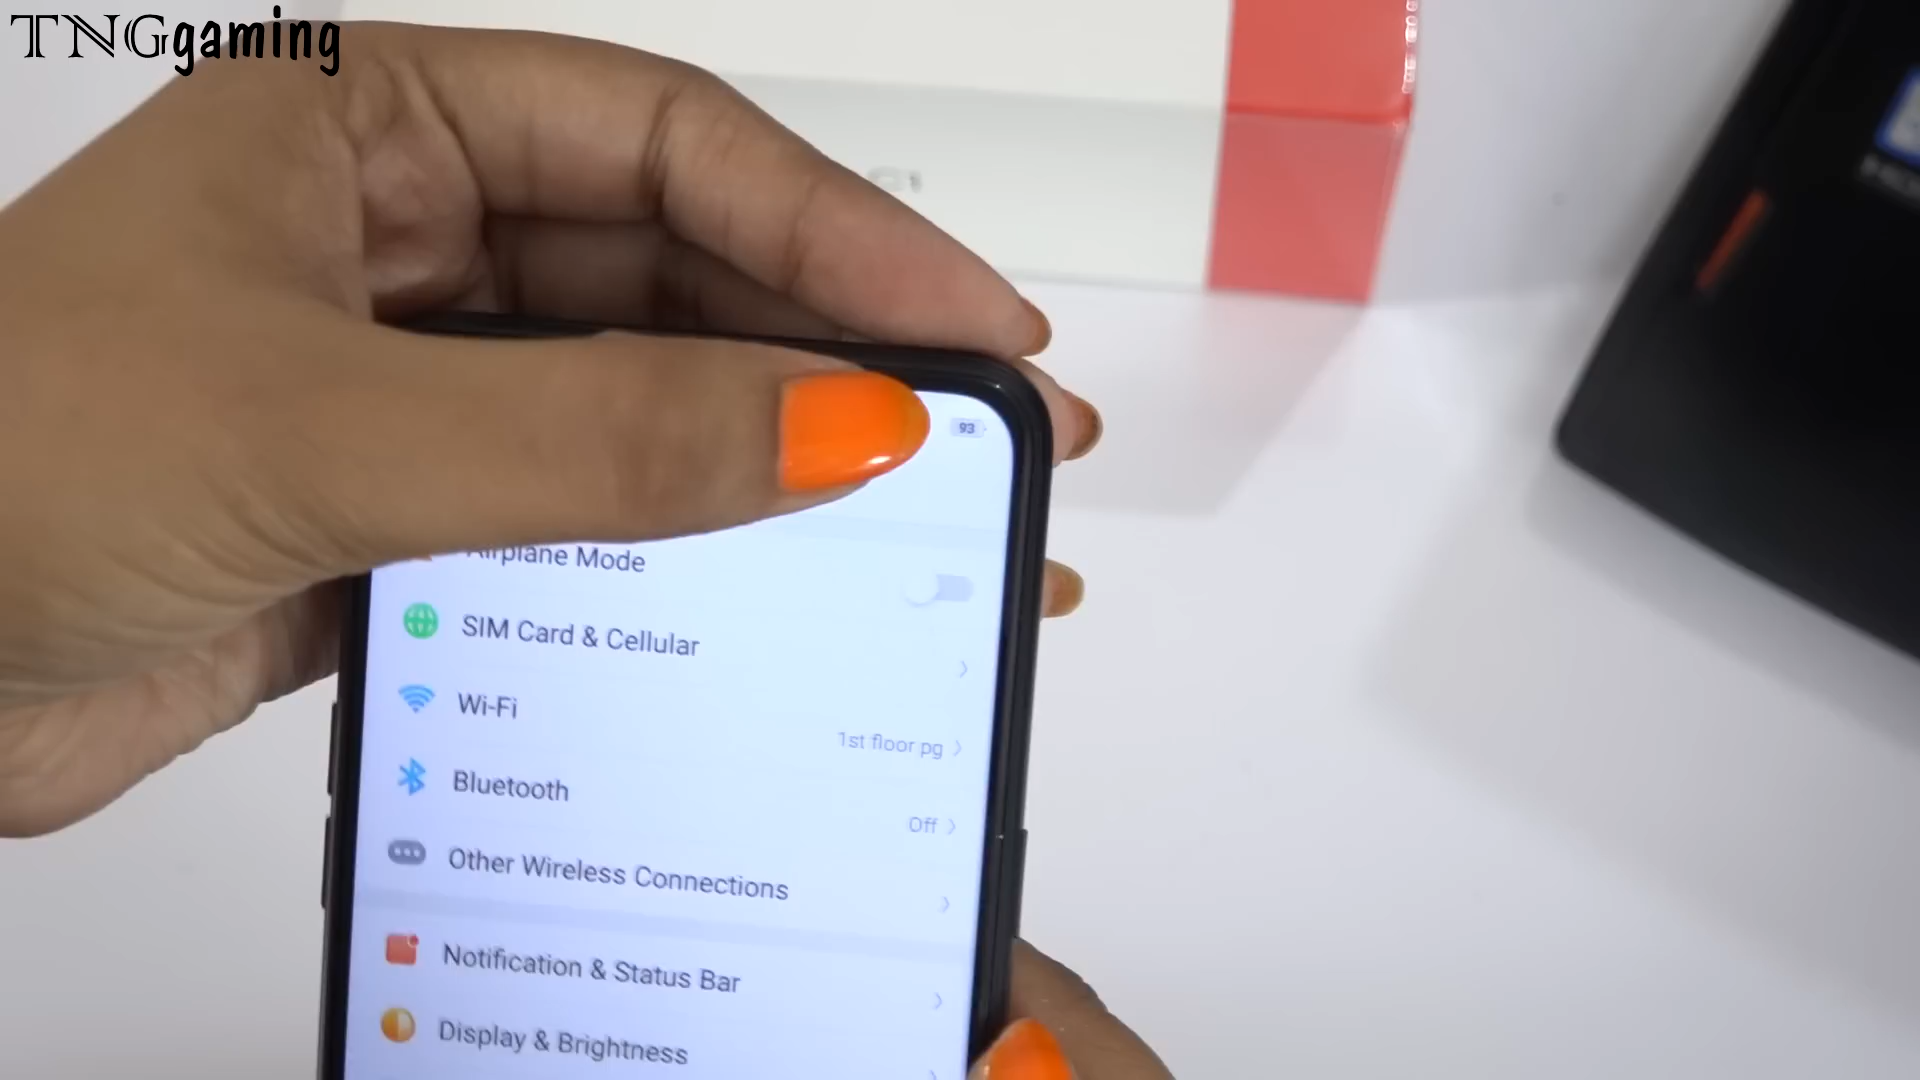 TNGgaming
93
Airplane Mode
SIM Card & Cellular
Wi-Fi
1st floor pg
Bluetooth
Off
Other Wireless Connections
Notification & Status Bar
Display & Brightness